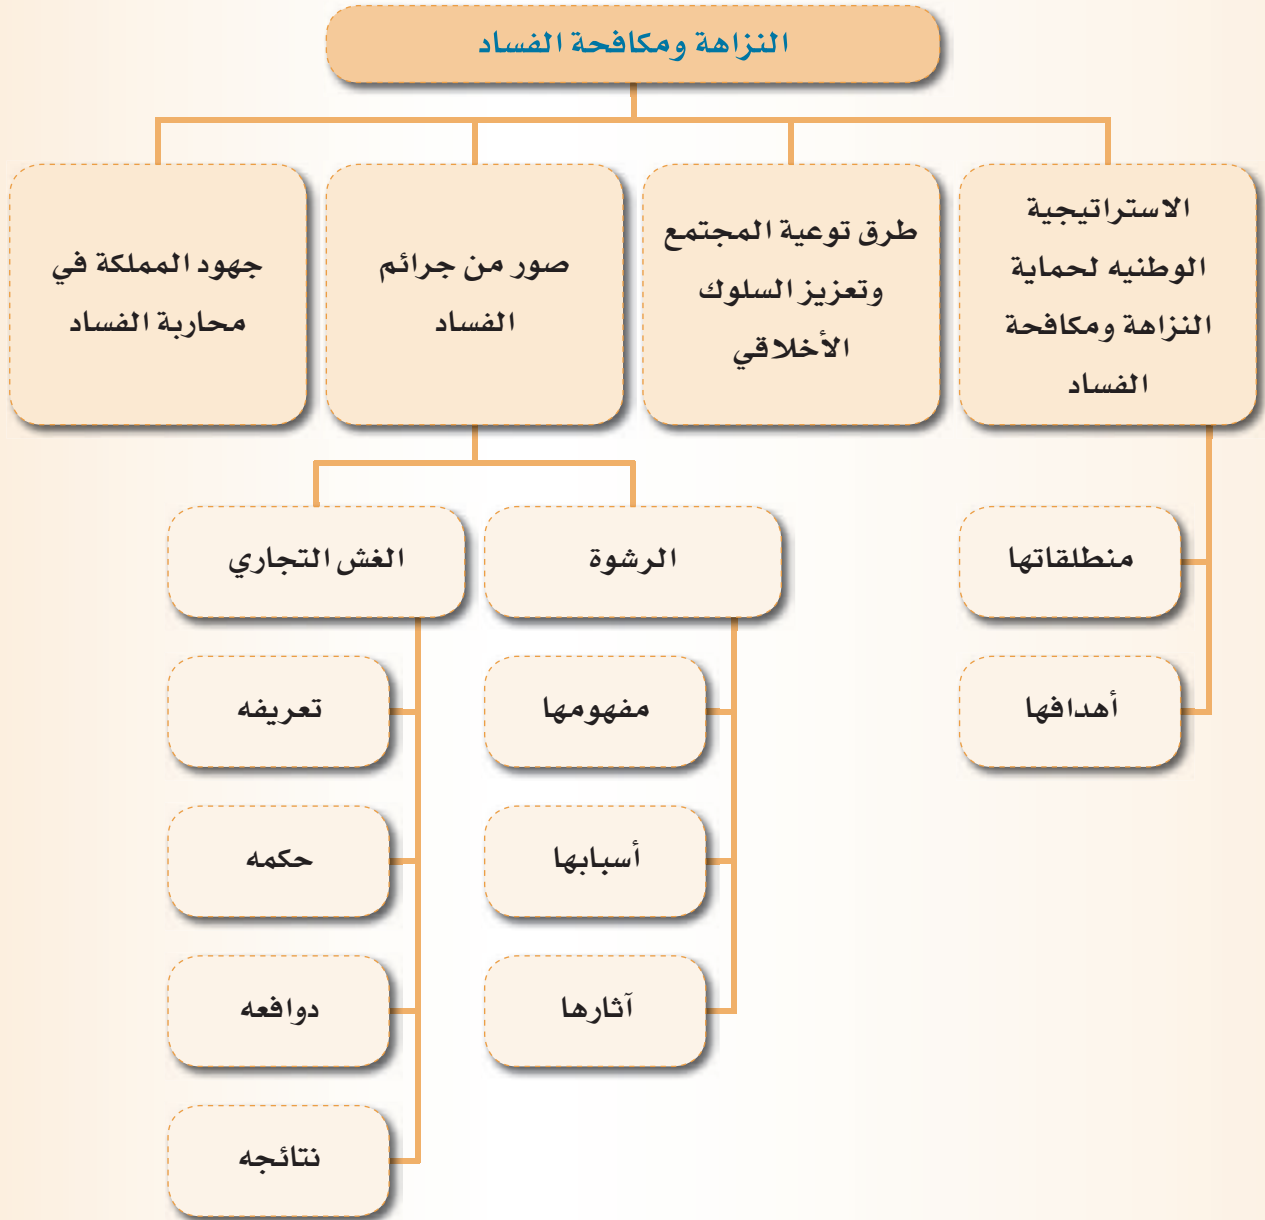 النزاهة ومكافحة الفساد
الاستراتيجية
الوطنيه لحماية
النزاهة ومكافحة
الفساد
طرق توعية المجتمع
وتعزيز السلوك
الأخلاقي
صور من جرائم
الفساد
جهود المملكة في
محاربة الفساد
منطلقاتها
أهدافها
الرشوة
مفهومها
أسبابها
آثارها
الغش التجاري
تعريفه
حكمه
دوافعه
نتائجه